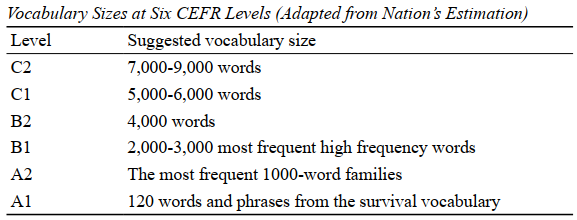 Vocabulary Sizes at Six CEFR Levels (Adapted from Nation's Estimation)
Level Suggested vocabulary size
C2 7,000-9,000 words
C1 5,000-6,000 words
B2 4,000 words
B1 2,000-3,000 most frequent high frequency words
A2 The most frequent 1000-word families
A1 120 words and phrases from the survival vocabulary